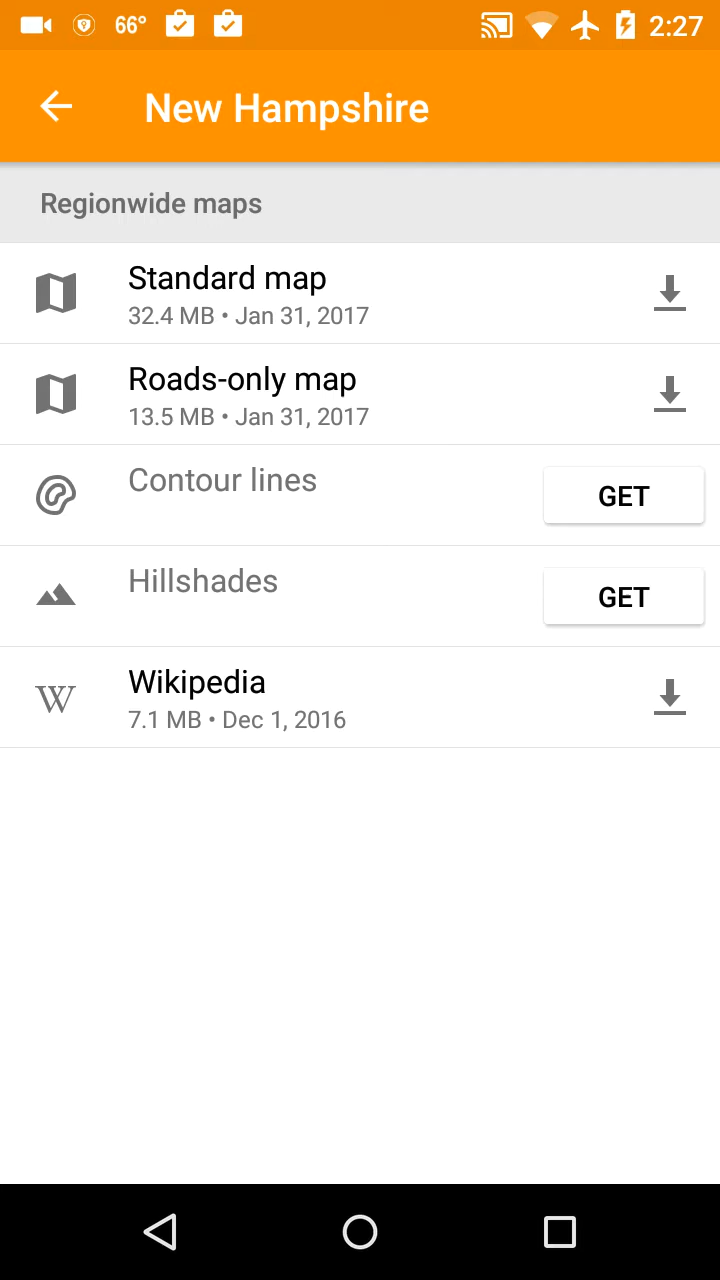 66° 2:27
New Hampshire
Regionwide maps
Standard map
32.4 MB • Jan 31, 2017
Roads-only map
13.5 MB • Jan 31, 2017
Contour lines
GET
Hillshades
GET
W
Wikipedia
7.1 MB • Dec 1, 2016